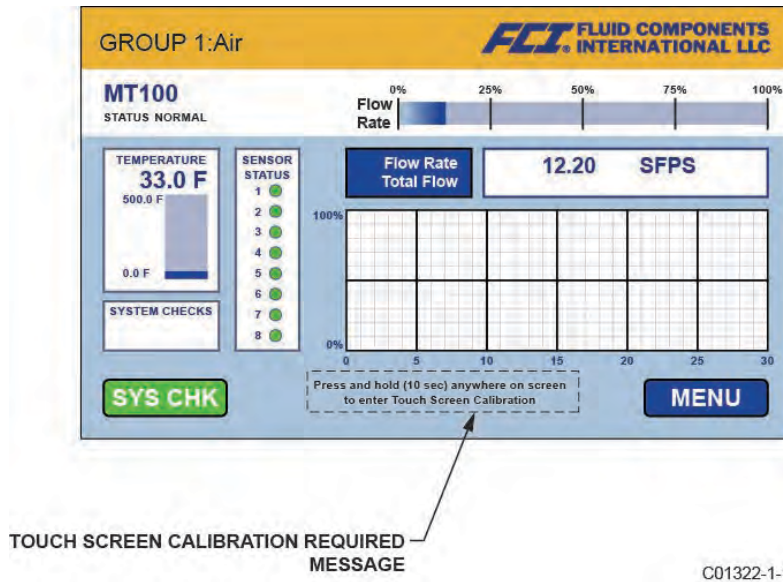 GROUP 1:Air
FCI® FLUID COMPONENTS
INTERNATIONAL LLC
MT100
STATUS NORMAL
Flow
Rate
0% 25% 50% 75% 100%
TEMPERATURE
33.0 F
500.0 F
0.0 F
SYSTEM CHECKS
SENSOR
STATUS
1
2
3
4
5
6
7
8
Flow Rate
Total Flow
12.20 SFPS
100%
0%
0 5 10 15 20 25 30
SYS CHK
Press and hold (10 sec) anywhere on screen
to enter Touch Screen Calibration
MENU
TOUCH SCREEN CALIBRATION REQUIRED
MESSAGE
C01322-1-